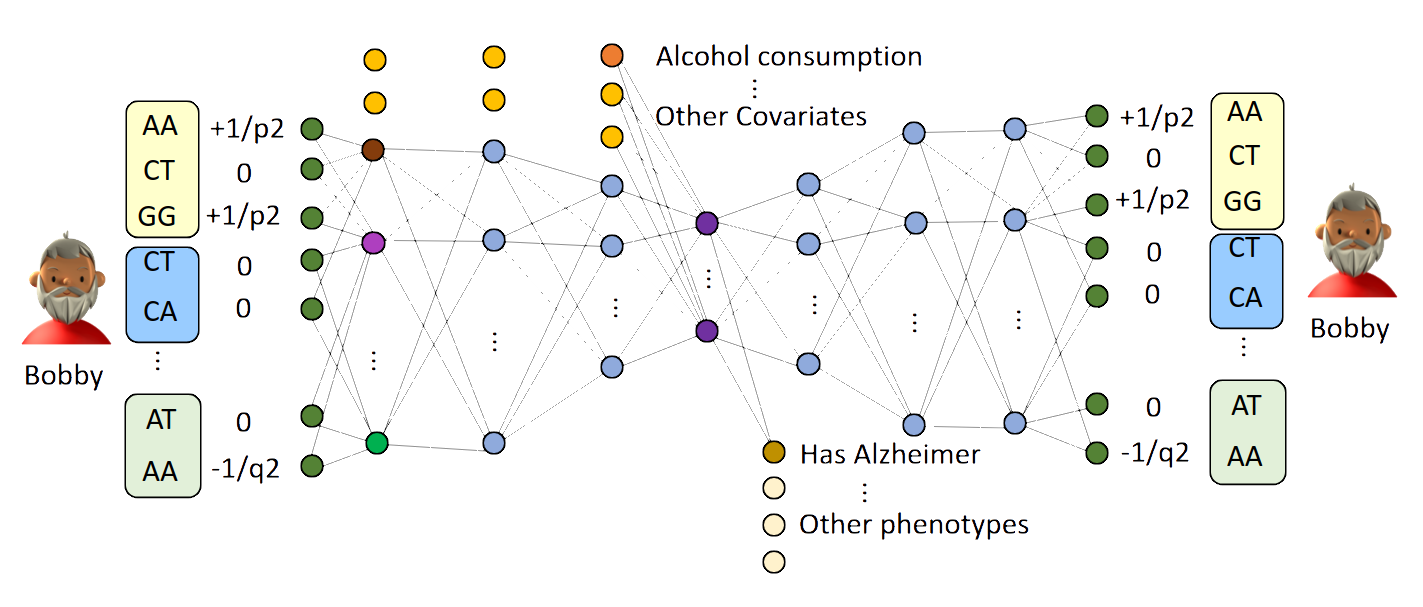 Alcohol consumption
⋮
Other Covariates
AA +1/p2
CT 0
GG +1/p2
CT 0
CA 0
⋮
AT 0
AA -1/q2
Bobby
⋮
⋮
⋮
⋮
⋮
⋮
⋮
Has Alzheimer
⋮
Other phenotypes
+1/p2 AA
0 CT
+1/p2 GG
0 CT
0 CA
⋮
0 AT
-1/q2 AA
Bobby